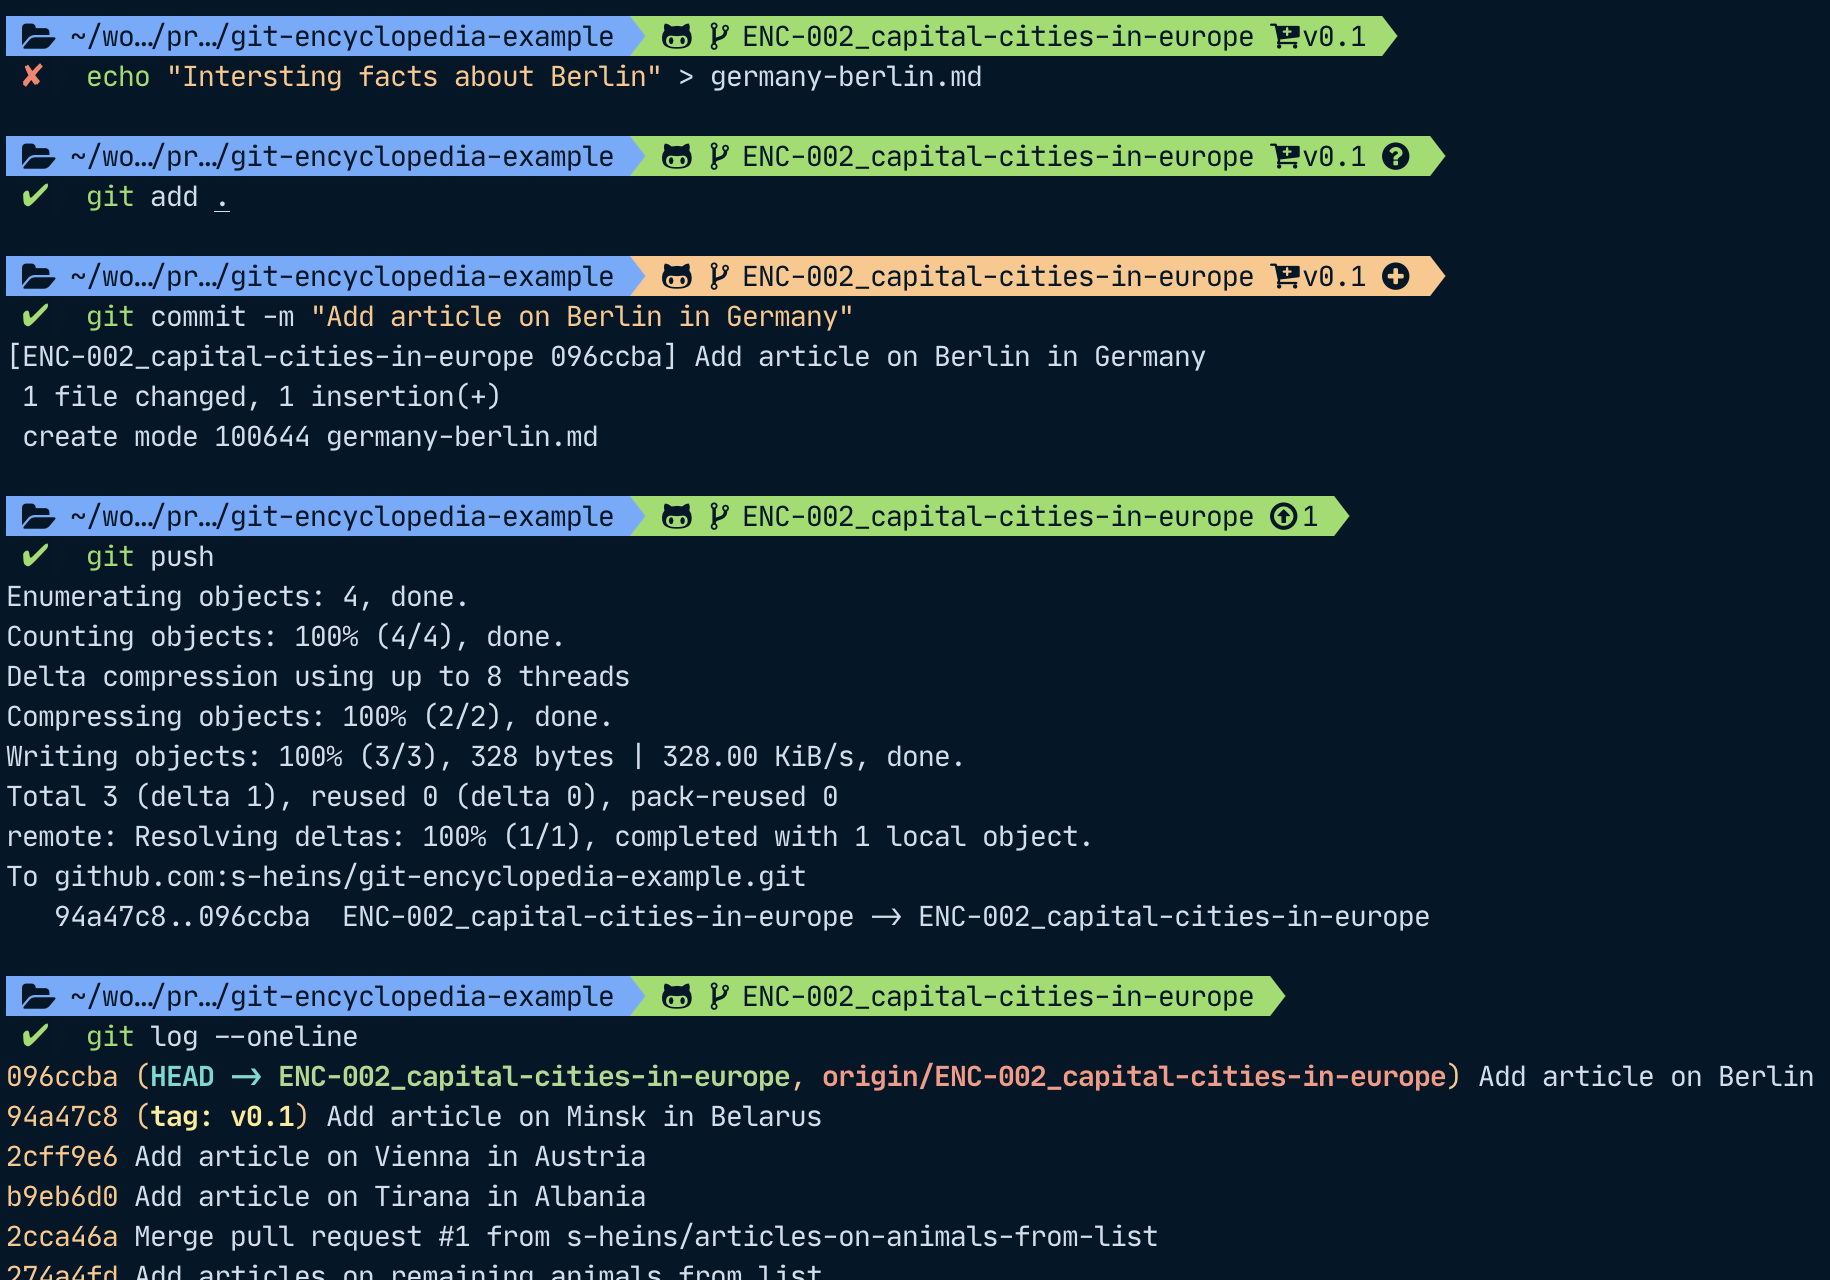 ~/wo…/pr…/git-encyclopedia-example ENC-002_capital-cities-in-europe v0.1
✘ echo "Intersting facts about Berlin" > germany-berlin.md
~/wo…/pr…/git-encyclopedia-example ENC-002_capital-cities-in-europe v0.1 ?
✔ git add .
~/wo…/pr…/git-encyclopedia-example ENC-002_capital-cities-in-europe v0.1 +
✔ git commit -m "Add article on Berlin in Germany"
[ENC-002_capital-cities-in-europe 096ccba] Add article on Berlin in Germany
1 file changed, 1 insertion(+)
create mode 100644 germany-berlin.md
~/wo…/pr…/git-encyclopedia-example ENC-002_capital-cities-in-europe ↑1
✔ git push
Enumerating objects: 4, done.
Counting objects: 100% (4/4), done.
Delta compression using up to 8 threads
Compressing objects: 100% (2/2), done.
Writing objects: 100% (3/3), 328 bytes | 328.00 KiB/s, done.
Total 3 (delta 1), reused 0 (delta 0), pack-reused 0
remote: Resolving deltas: 100% (1/1), completed with 1 local object.
To github.com:s-heins/git-encyclopedia-example.git
94a47c8..096ccba ENC-002_capital-cities-in-europe -> ENC-002_capital-cities-in-europe
~/wo…/pr…/git-encyclopedia-example ENC-002_capital-cities-in-europe
✔ git log --oneline
096ccba (HEAD -> ENC-002_capital-cities-in-europe, origin/ENC-002_capital-cities-in-europe) Add article on Berlin
94a47c8 (tag: v0.1) Add article on Minsk in Belarus
2cff9e6 Add article on Vienna in Austria
b9eb6d0 Add article on Tirana in Albania
2cca46a Merge pull request #1 from s-heins/articles-on-animals-from-list
274a4fd Add articles on remaining animals from list